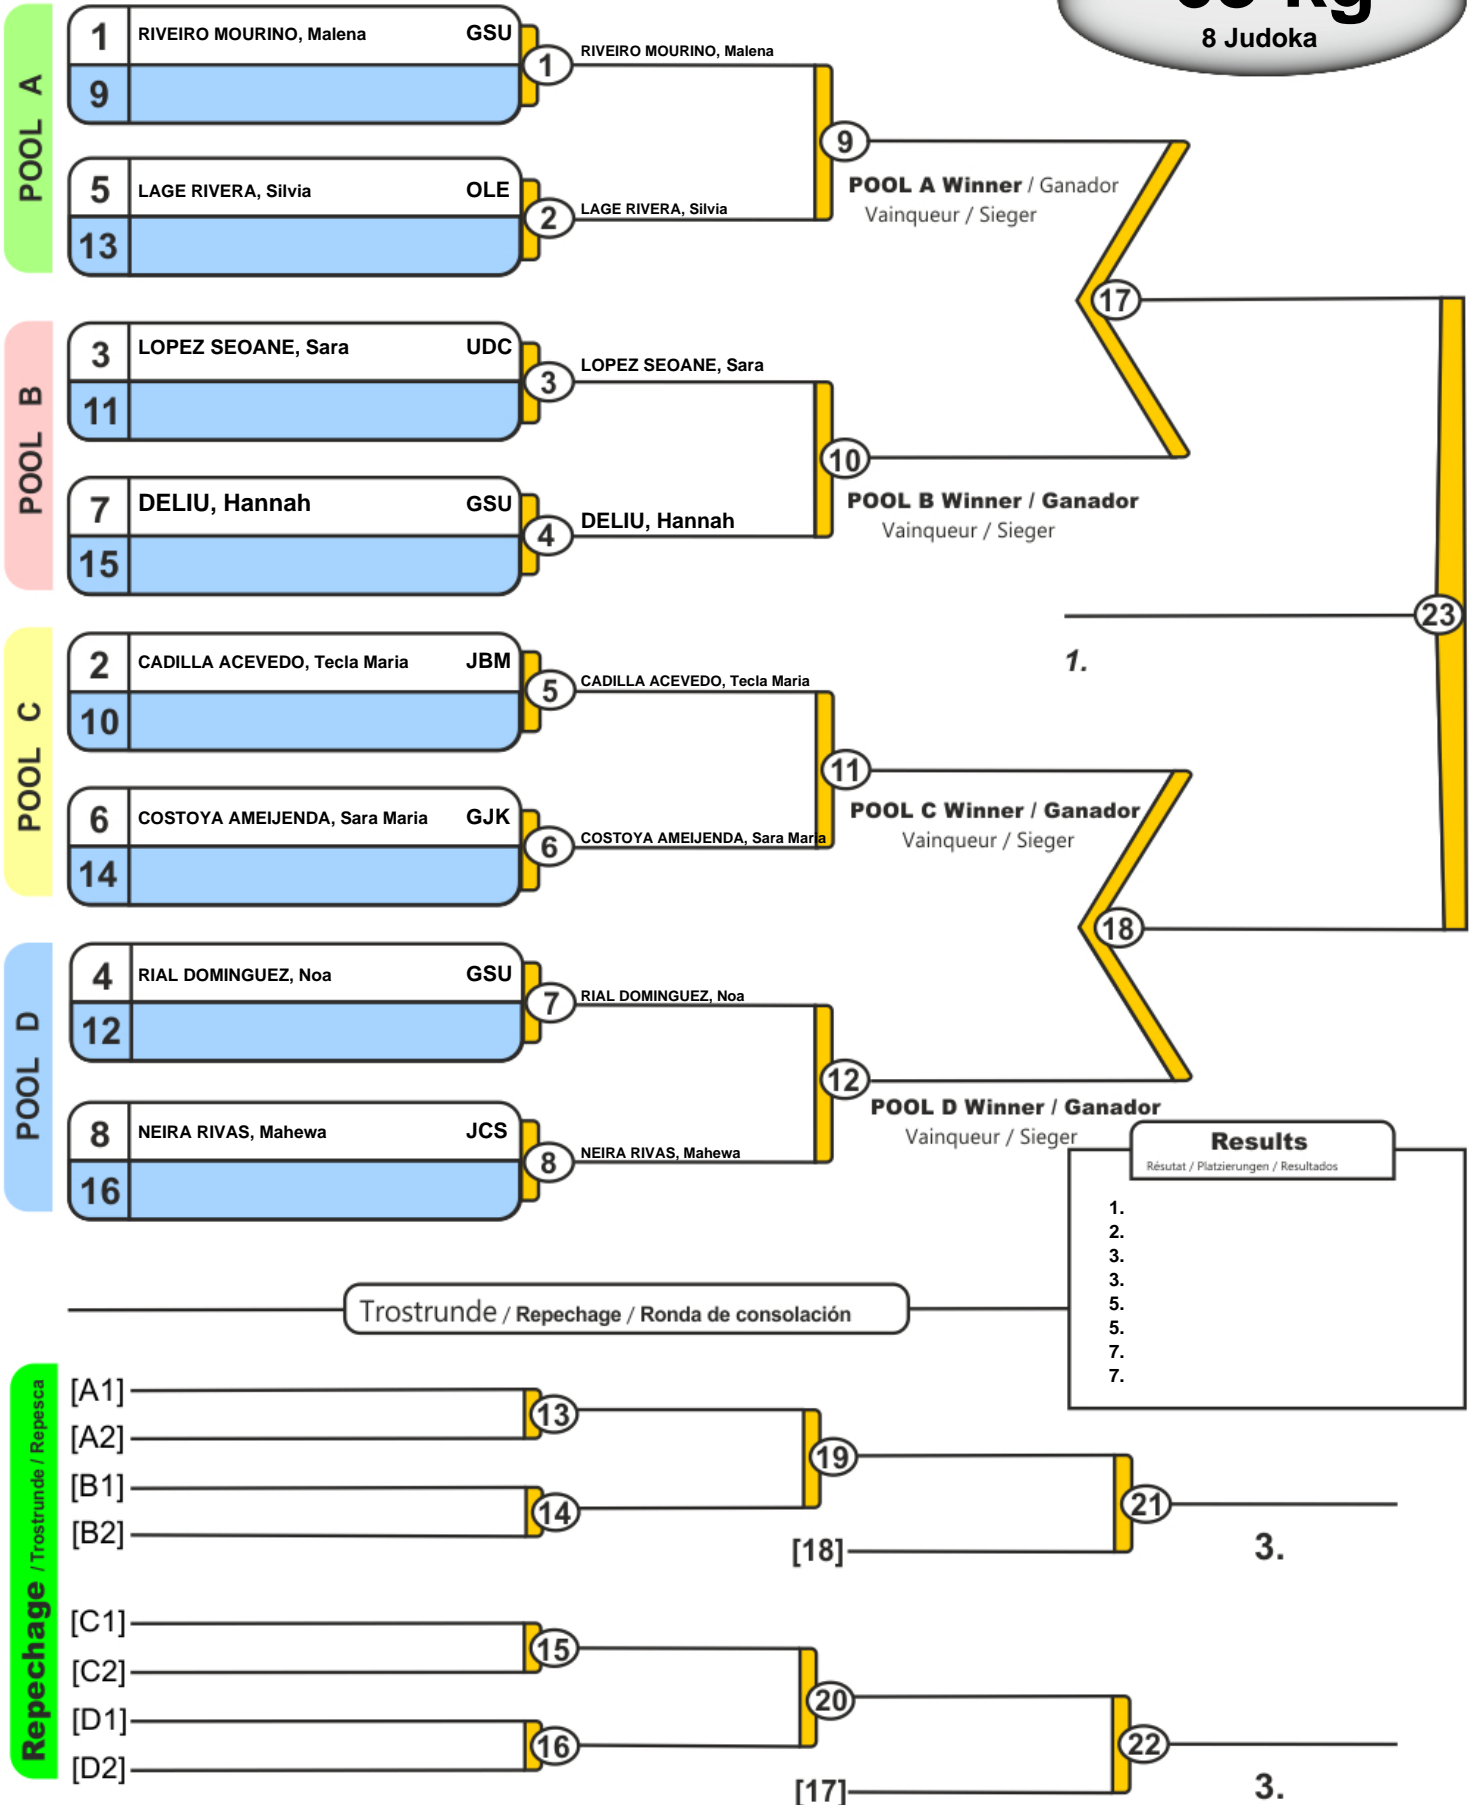 8 Judoka
POOL A
1 RIVEIRO MOURINO, Malena GSU
9
1
RIVEIRO MOURINO, Malena
5 LAGE RIVERA, Silvia OLE
13
2
LAGE RIVERA, Silvia
9
POOL A Winner / Ganador
Vainqueur / Sieger
17
POOL B
3 LOPEZ SEOANE, Sara UDC
11
3
LOPEZ SEOANE, Sara
7 DELIU, Hannah GSU
15
4
DELIU, Hannah
10
POOL B Winner / Ganador
Vainqueur / Sieger
23
1.
POOL C
2 CADILLA ACEVEDO, Tecla Maria JBM
10
5
CADILLA ACEVEDO, Tecla Maria
6 COSTOYA AMEIJENDA, Sara Maria GJK
14
6
COSTOYA AMEIJENDA, Sara Maria
11
POOL C Winner / Ganador
Vainqueur / Sieger
18
POOL D
4 RIAL DOMINGUEZ, Noa GSU
12
7
RIAL DOMINGUEZ, Noa
8 NEIRA RIVAS, Mahewa JCS
16
8
NEIRA RIVAS, Mahewa
12
POOL D Winner / Ganador
Vainqueur / Sieger
Results
Résutat / Platzierungen / Resultados
1.
2.
3.
3.
5.
5.
7.
7.
Trostrunde / Repechage / Ronda de consolación
Repechage / Trostrunde / Repesca
[A1]
[A2]
13
[B1]
[B2]
14
19
[18]
21
3.
[C1]
[C2]
15
[D1]
[D2]
16
20
[17]
22
3.